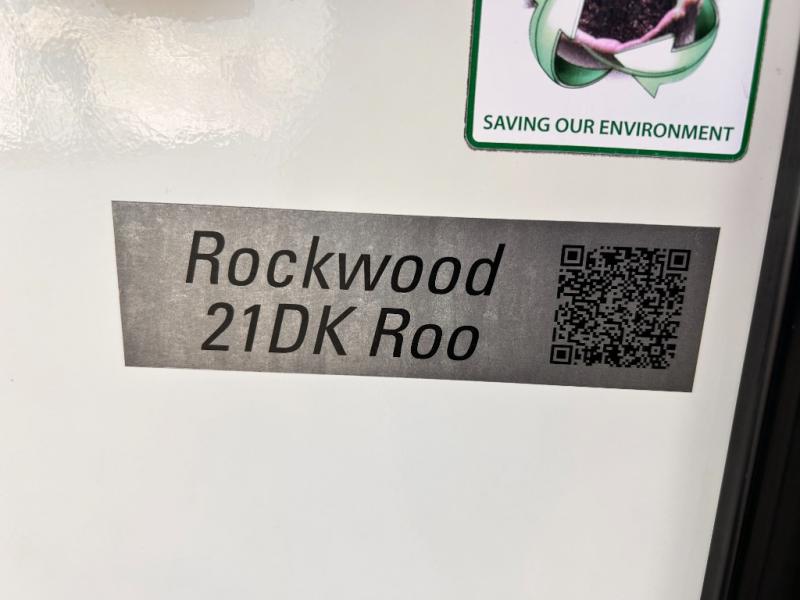 SAVING OUR ENVIRONMENT
Rockwood
21DK Roo